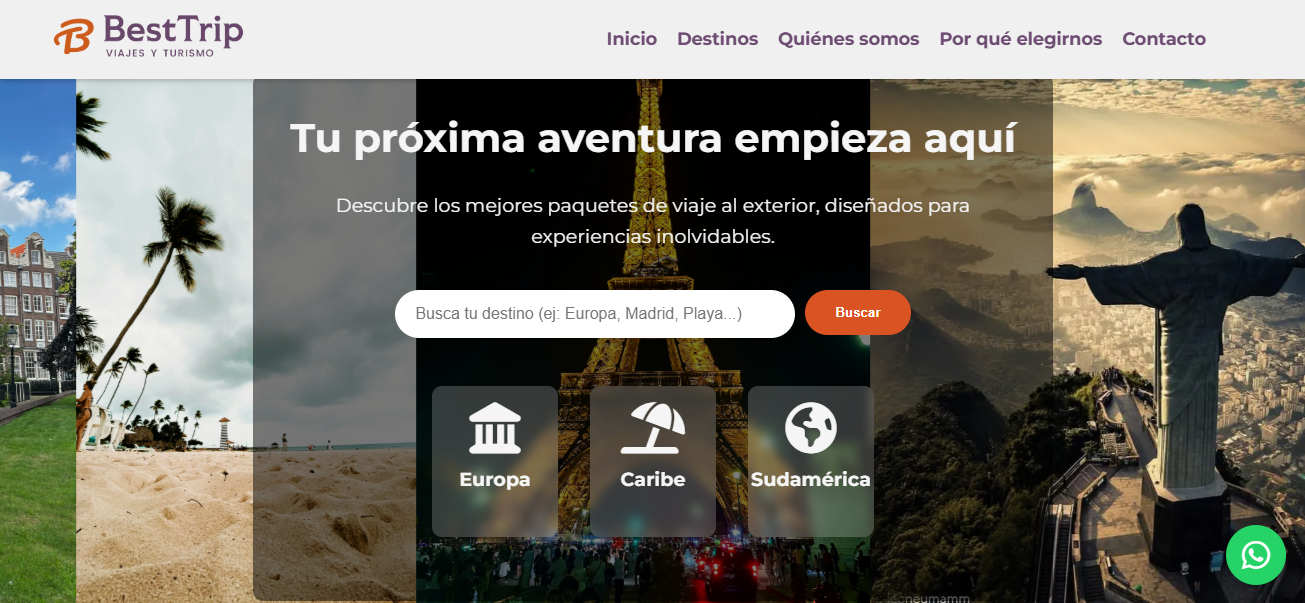 BestTrip
VIAJES Y TURISMO
Inicio
Destinos
Quiénes somos
Por qué elegirnos
Contacto
Tu próxima aventura empieza aquí
Descubre los mejores paquetes de viaje al exterior, diseñados para
experiencias inolvidables.
Busca tu destino (ej: Europa, Madrid, Playa...)
Buscar
Europa
Caribe
Sudamérica